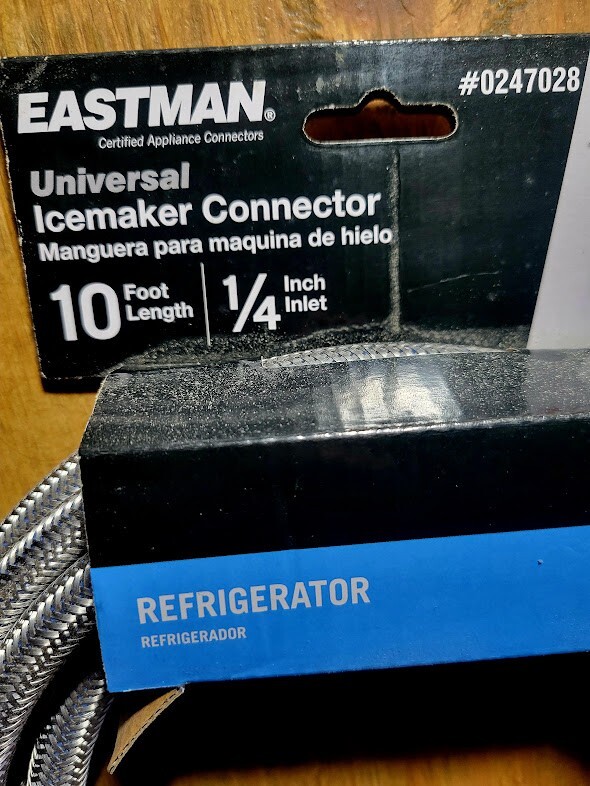 #0247028
EASTMAN®
Certified Appliance Connectors
Universal
Icemaker Connector
Manguera para maquina de hielo
10 Foot Length
1/4 Inch Inlet
REFRIGERATOR
REFRIGERADOR